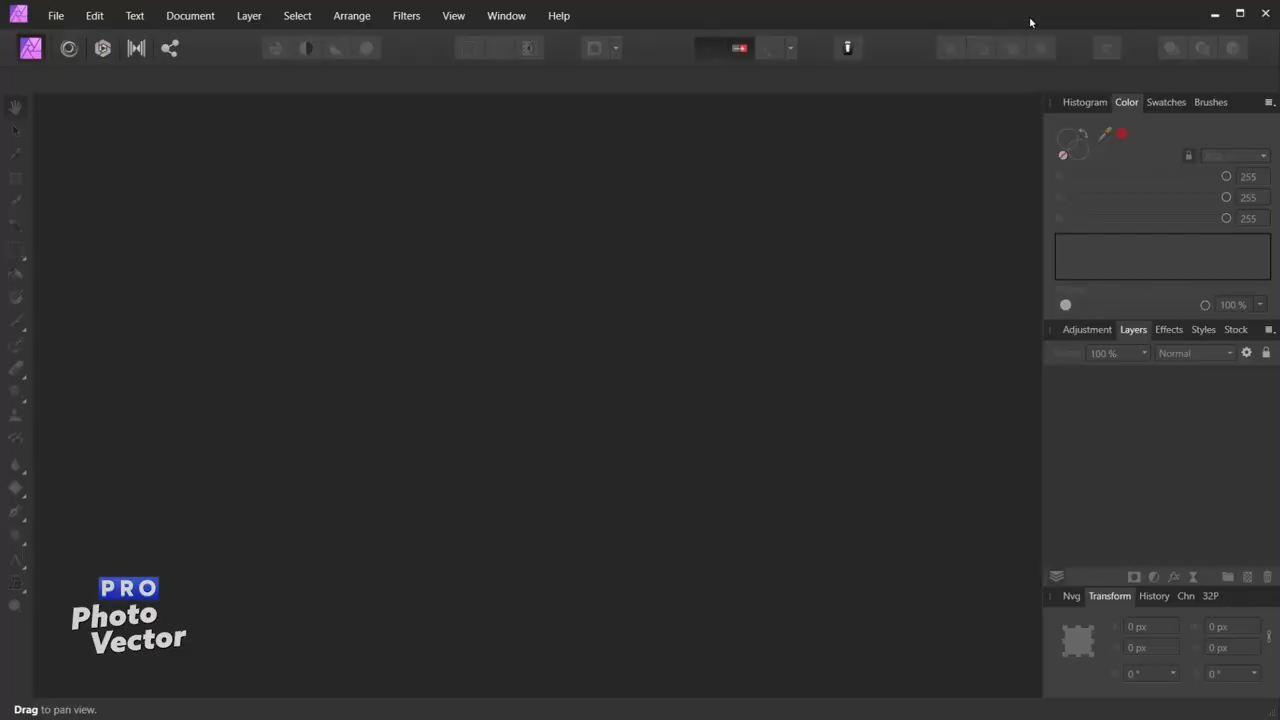 File Edit Text Document Layer Select Arrange Filters View Window Help
Histogram Color Swatches Brushes
255
255
255
100 %
Adjustment Layers Effects Styles Stock
100 % Normal
Nvg Transform History Chn 32P
0 px 0 px
0 px 0 px
0 ° 0 °
PRO
Photo
Vector
Drag to pan view.